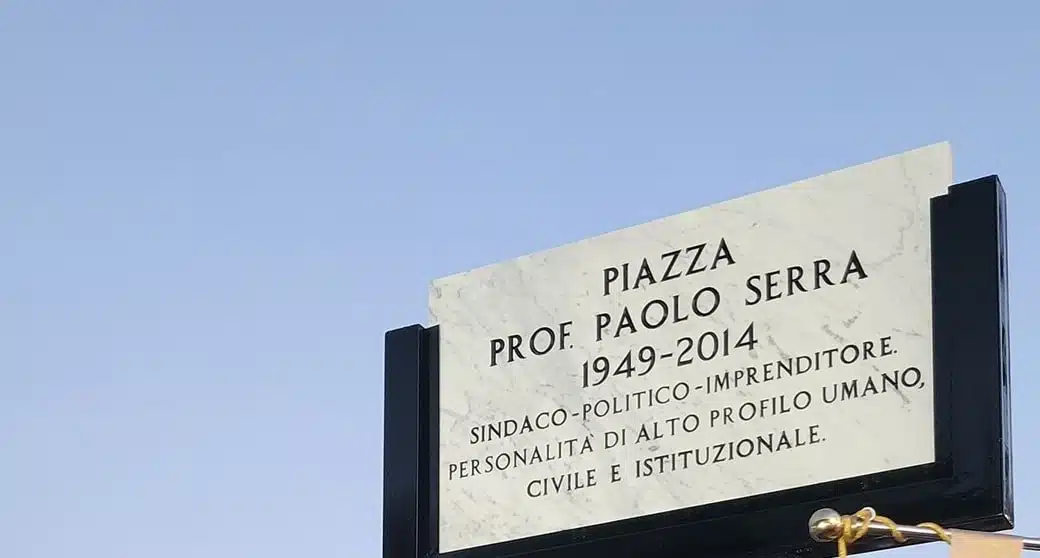 PIAZZA
PROF. PAOLO SERRA
1949-2014
SINDACO-POLITICO-IMPRENDITORE.
PERSONALITÀ DI ALTO PROFILO UMANO,
CIVILE E ISTITUZIONALE.